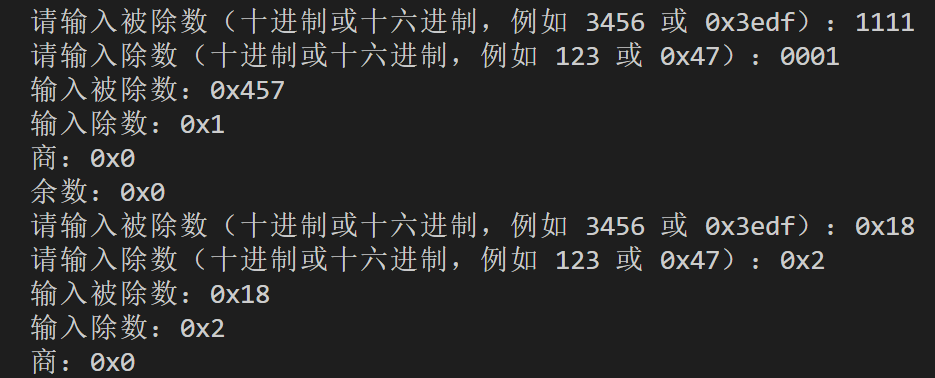 请输入被除数（十进制或十六进制，例如 3456 或 0x3edf）：1111
请输入除数（十进制或十六进制，例如 123 或 0x47）：0001
输入被除数：0x457
输入除数：0x1
商：0x0
余数：0x0
请输入被除数（十进制或十六进制，例如 3456 或 0x3edf）：0x18
请输入除数（十进制或十六进制，例如 123 或 0x47）：0x2
输入被除数：0x18
输入除数：0x2
商：0x0